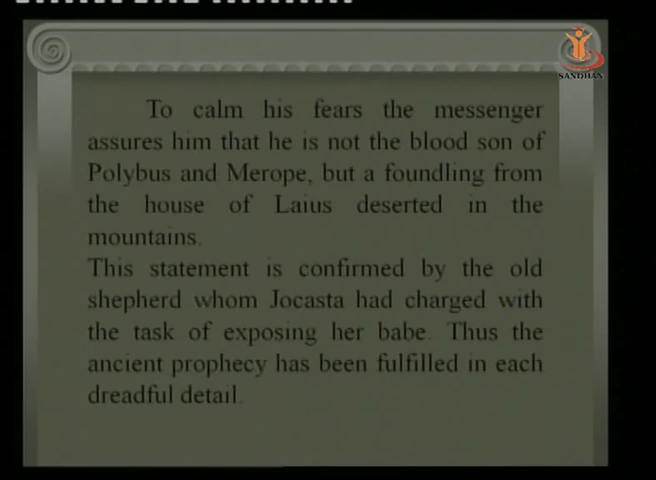 SANDHAN
To calm his fears the messenger
assures him that he is not the blood son of
Polybus and Merope, but a foundling from
the house of Laius deserted in the
mountains.
This statement is confirmed by the old
shepherd whom Jocasta had charged with
the task of exposing her babe. Thus the
ancient prophecy has been fulfilled in each
dreadful detail.